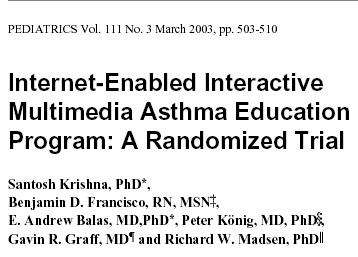 PEDIATRICS Vol. 111 No. 3 March 2003, pp. 503-510
Internet-Enabled Interactive
Multimedia Asthma Education
Program: A Randomized Trial
Santosh Krishna, PhD*,
Benjamin D. Francisco, RN, MSN‡,
E. Andrew Balas, MD,PhD*, Peter König, MD, PhD§,
Gavin R. Graff, MD¶ and Richard W. Madsen, PhD||